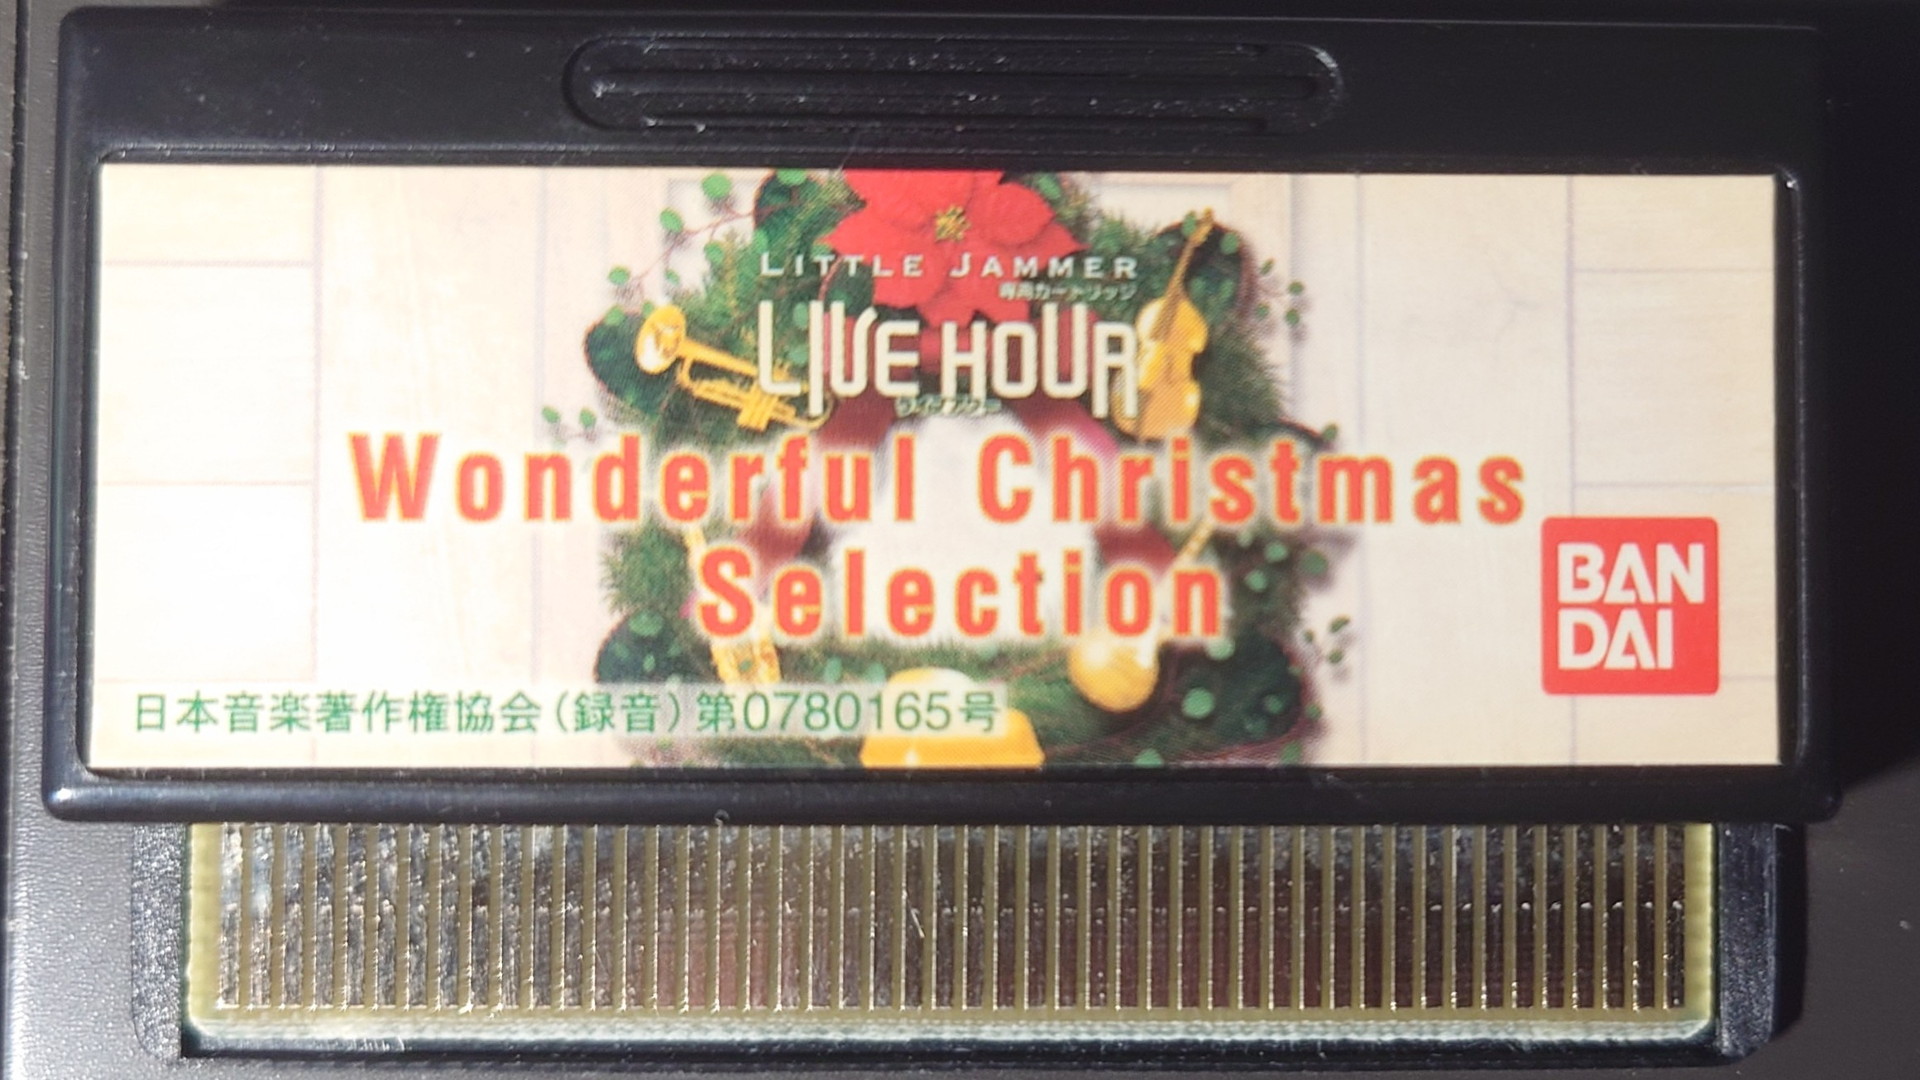 LITTLE JAMMER
専用カートリッジ
LIVE HOUR
ライブアワー
Wonderful Christmas
Selection
BAN
DAI
日本音楽著作権協会(録音)第0780165号